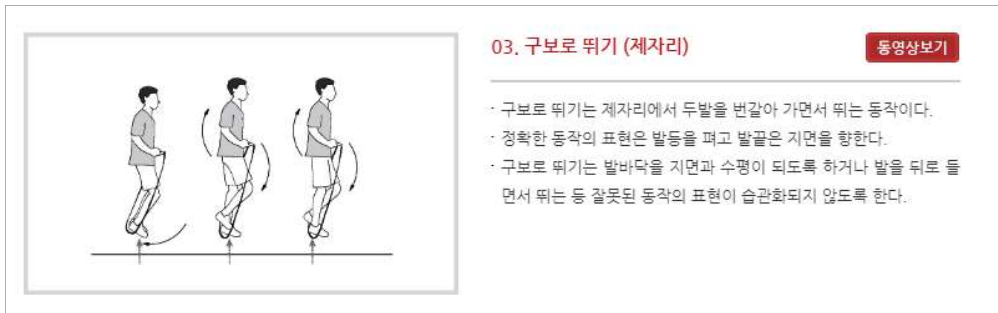 03. 구보로 뛰기 (제자리)
동영상보기
· 구보로 뛰기는 제자리에서 두발을 번갈아 가면서 뛰는 동작이다.
· 정확한 동작의 표현은 발등을 펴고 발끝은 지면을 향한다.
· 구보로 뛰기는 발바닥을 지면과 수평이 되도록 하거나 발을 뒤로 들
면서 뛰는 등 잘못된 동작의 표현이 습관화되지 않도록 한다.